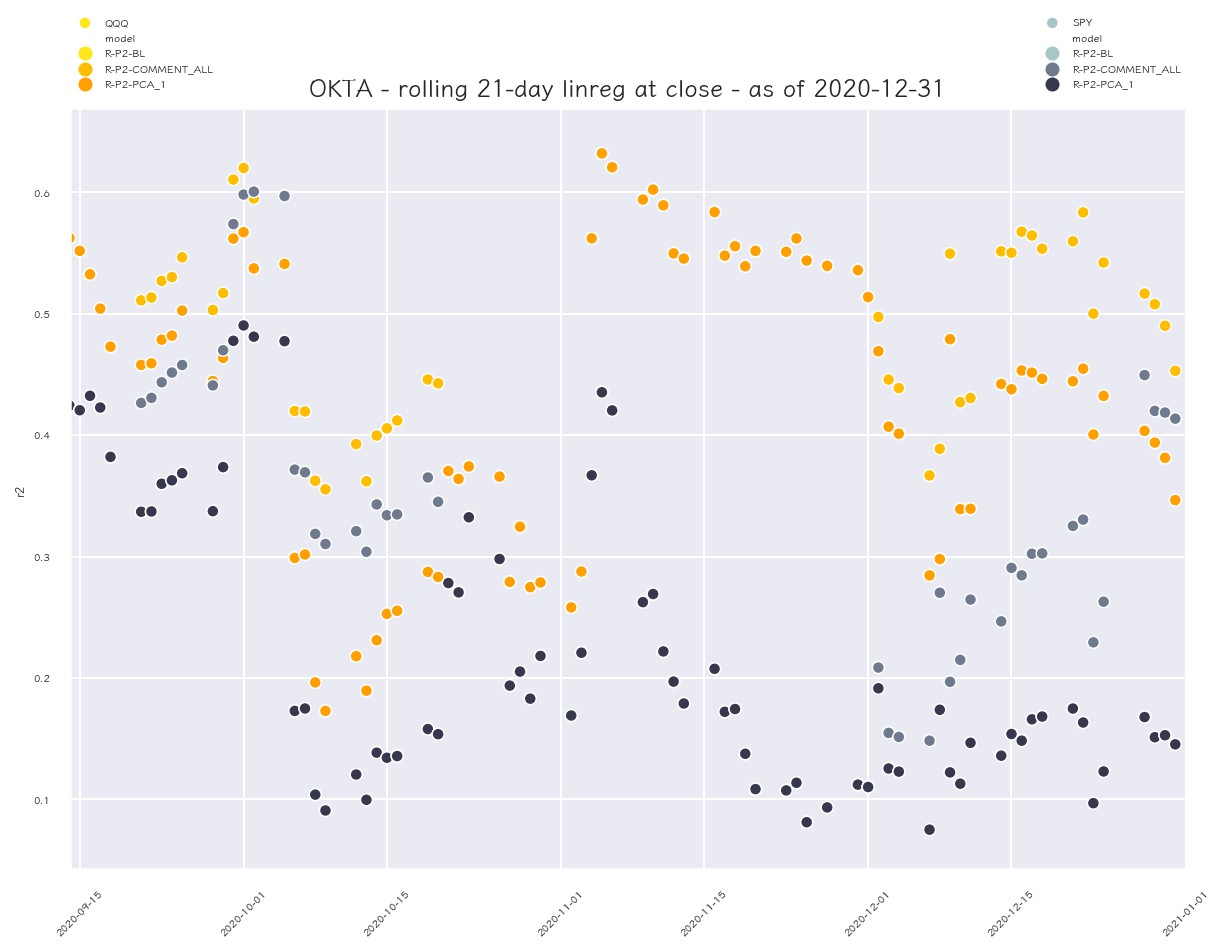 QQQ
model
R-P2-BL
R-P2-COMMENT_ALL
R-P2-PCA_1
SPY
model
R-P2-BL
R-P2-COMMENT_ALL
R-P2-PCA_1
OKTA - rolling 21-day linreg at close - as of 2020-12-31
r2
0.6
0.5
0.4
0.3
0.2
0.1
2020-09-15
2020-10-01
2020-10-15
2020-11-01
2020-11-15
2020-12-01
2020-12-15
2021-01-01